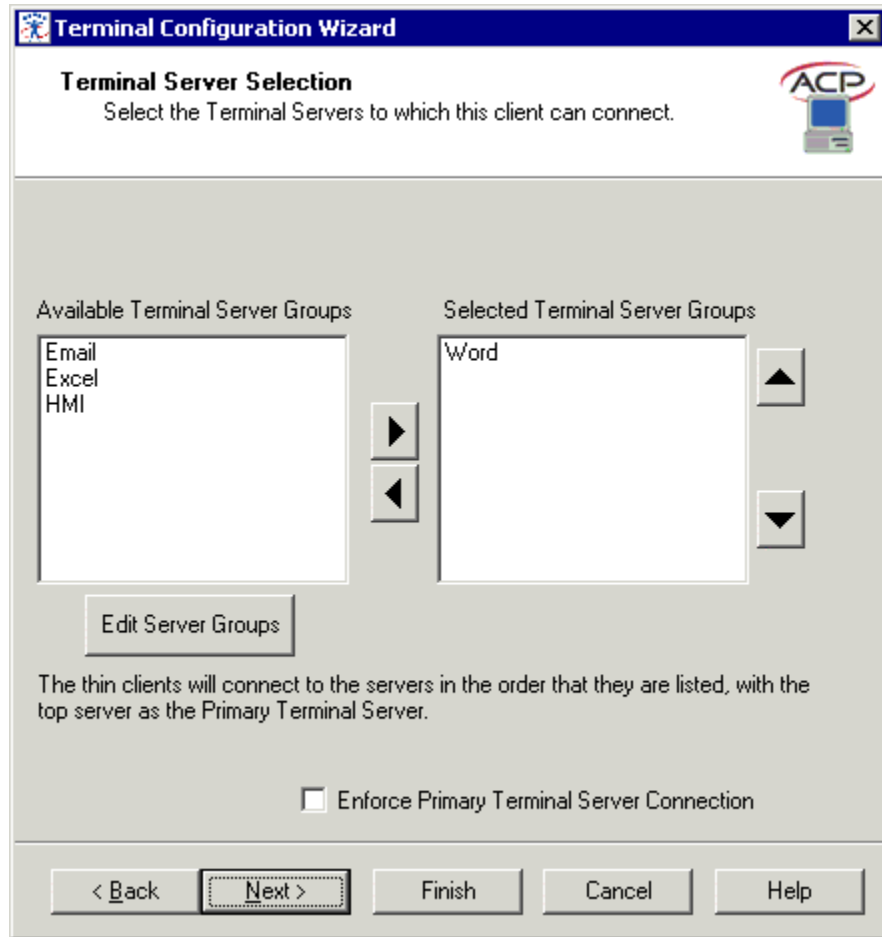 Terminal Configuration Wizard
Terminal Server Selection
Select the Terminal Servers to which this client can connect.
ACP
Available Terminal Server Groups
Selected Terminal Server Groups
Email
Excel
HMI
Word
Edit Server Groups
The thin clients will connect to the servers in the order that they are listed, with the
top server as the Primary Terminal Server.
Enforce Primary Terminal Server Connection
< Back
Next >
Finish
Cancel
Help